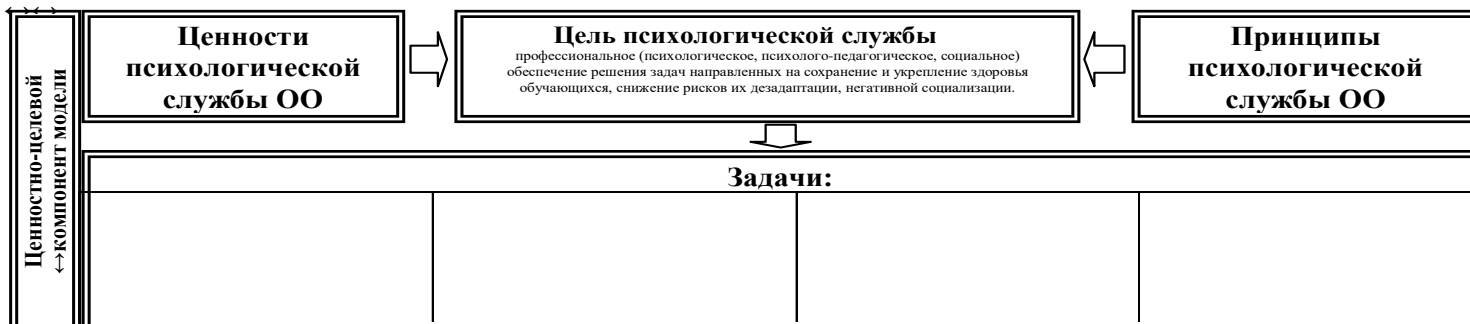 Ценностно-целевой
↔компонент модели
Ценности
психологической
службы ОО
Цель психологической службы
профессиональное (психологическое, психолого-педагогическое, социальное)
обеспечение решения задач направленных на сохранение и укрепление здоровья
обучающихся, снижение рисков их дезадаптации, негативной социализации.
Принципы
психологической
службы ОО
Задачи: